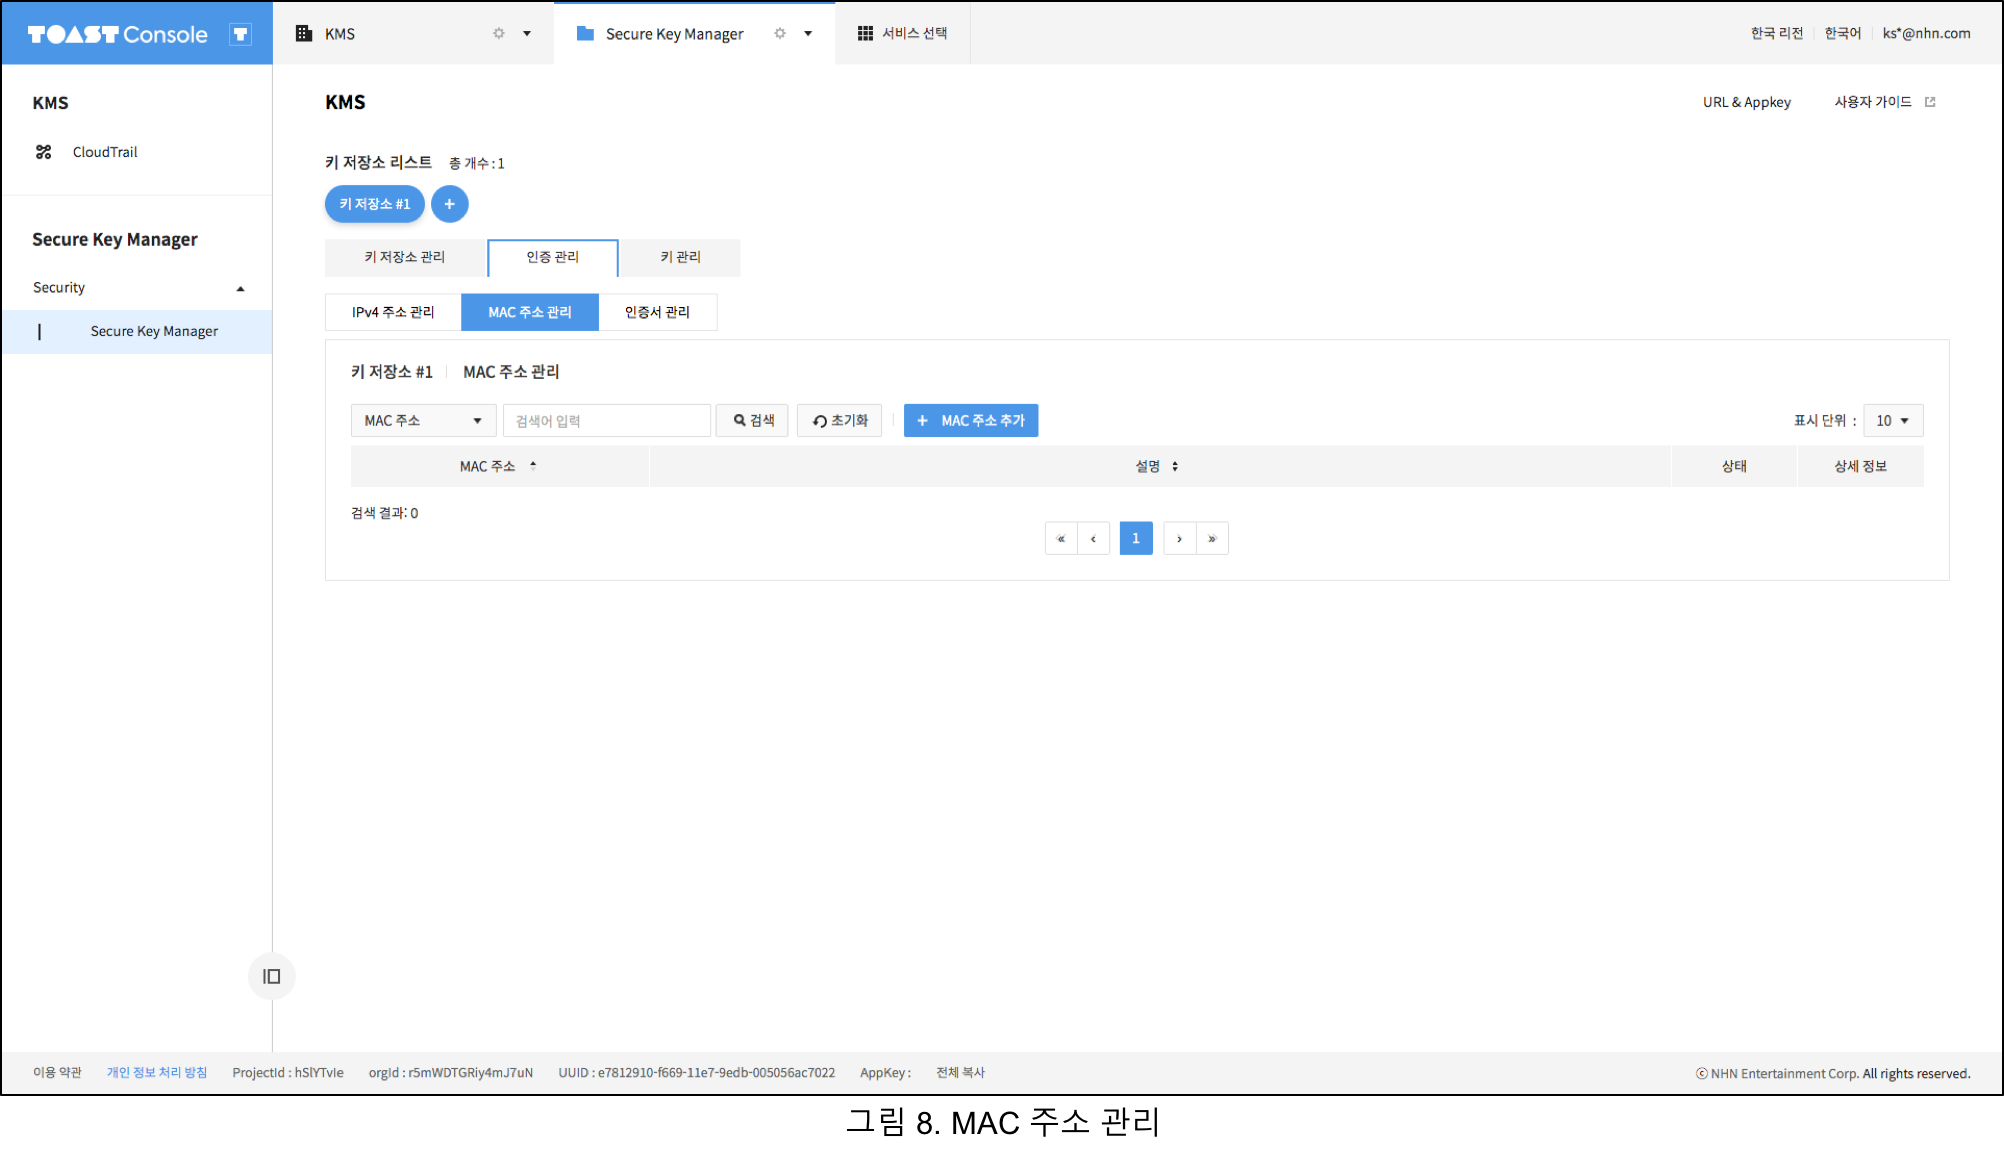 TOAST Console
KMS
Secure Key Manager
서비스 선택
한국 리전
한국어
ks*@nhn.com
KMS
CloudTrail
Secure Key Manager
Security
Secure Key Manager
KMS
URL & Appkey
사용자 가이드
키 저장소 리스트 총 개수 : 1
키 저장소 #1 +
키 저장소 관리 인증 관리 키 관리
IPv4 주소 관리 MAC 주소 관리 인증서 관리
키 저장소 #1 MAC 주소 관리
MAC 주소 검색어 입력 검색 초기화 + MAC 주소 추가 표시 단위 : 10
MAC 주소 설명 상태 상세 정보
검색 결과: 0
« ‹ 1 › »
이용 약관 개인 정보 처리 방침 ProjectId : hSlYTvIe orgId : r5mWDTGRiy4mJ7uN UUID : e7812910-f669-11e7-9edb-005056ac7022 AppKey : 전체 복사
ⓒ NHN Entertainment Corp. All rights reserved.
그림 8. MAC 주소 관리